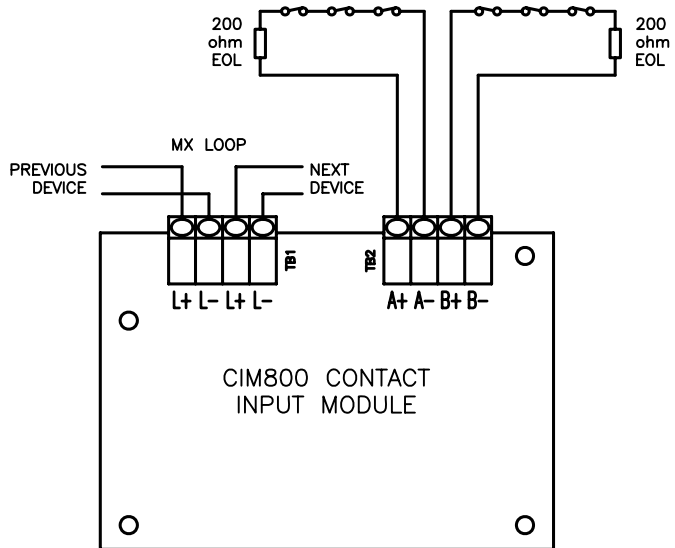 200
ohm
EOL
200
ohm
EOL
MX LOOP
PREVIOUS
DEVICE
NEXT
DEVICE
TB1
TB2
L+ L- L+ L-
A+ A- B+ B-
CIM800 CONTACT
INPUT MODULE